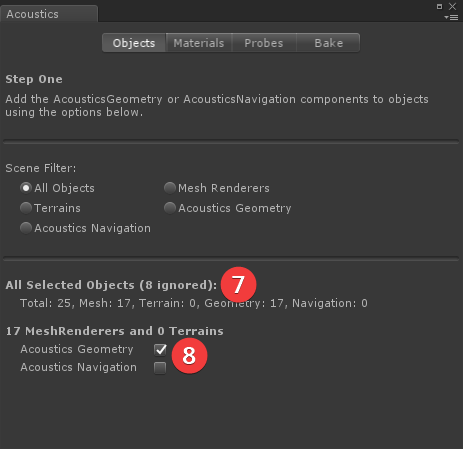 Acoustics
Objects Materials Probes Bake
Step One
Add the AcousticsGeometry or AcousticsNavigation components to objects
using the options below.
Scene Filter:
All Objects Mesh Renderers
Terrains Acoustics Geometry
Acoustics Navigation
All Selected Objects (8 ignored): 7
Total: 25, Mesh: 17, Terrain: 0, Geometry: 17, Navigation: 0
17 MeshRenderers and 0 Terrains
Acoustics Geometry 8
Acoustics Navigation